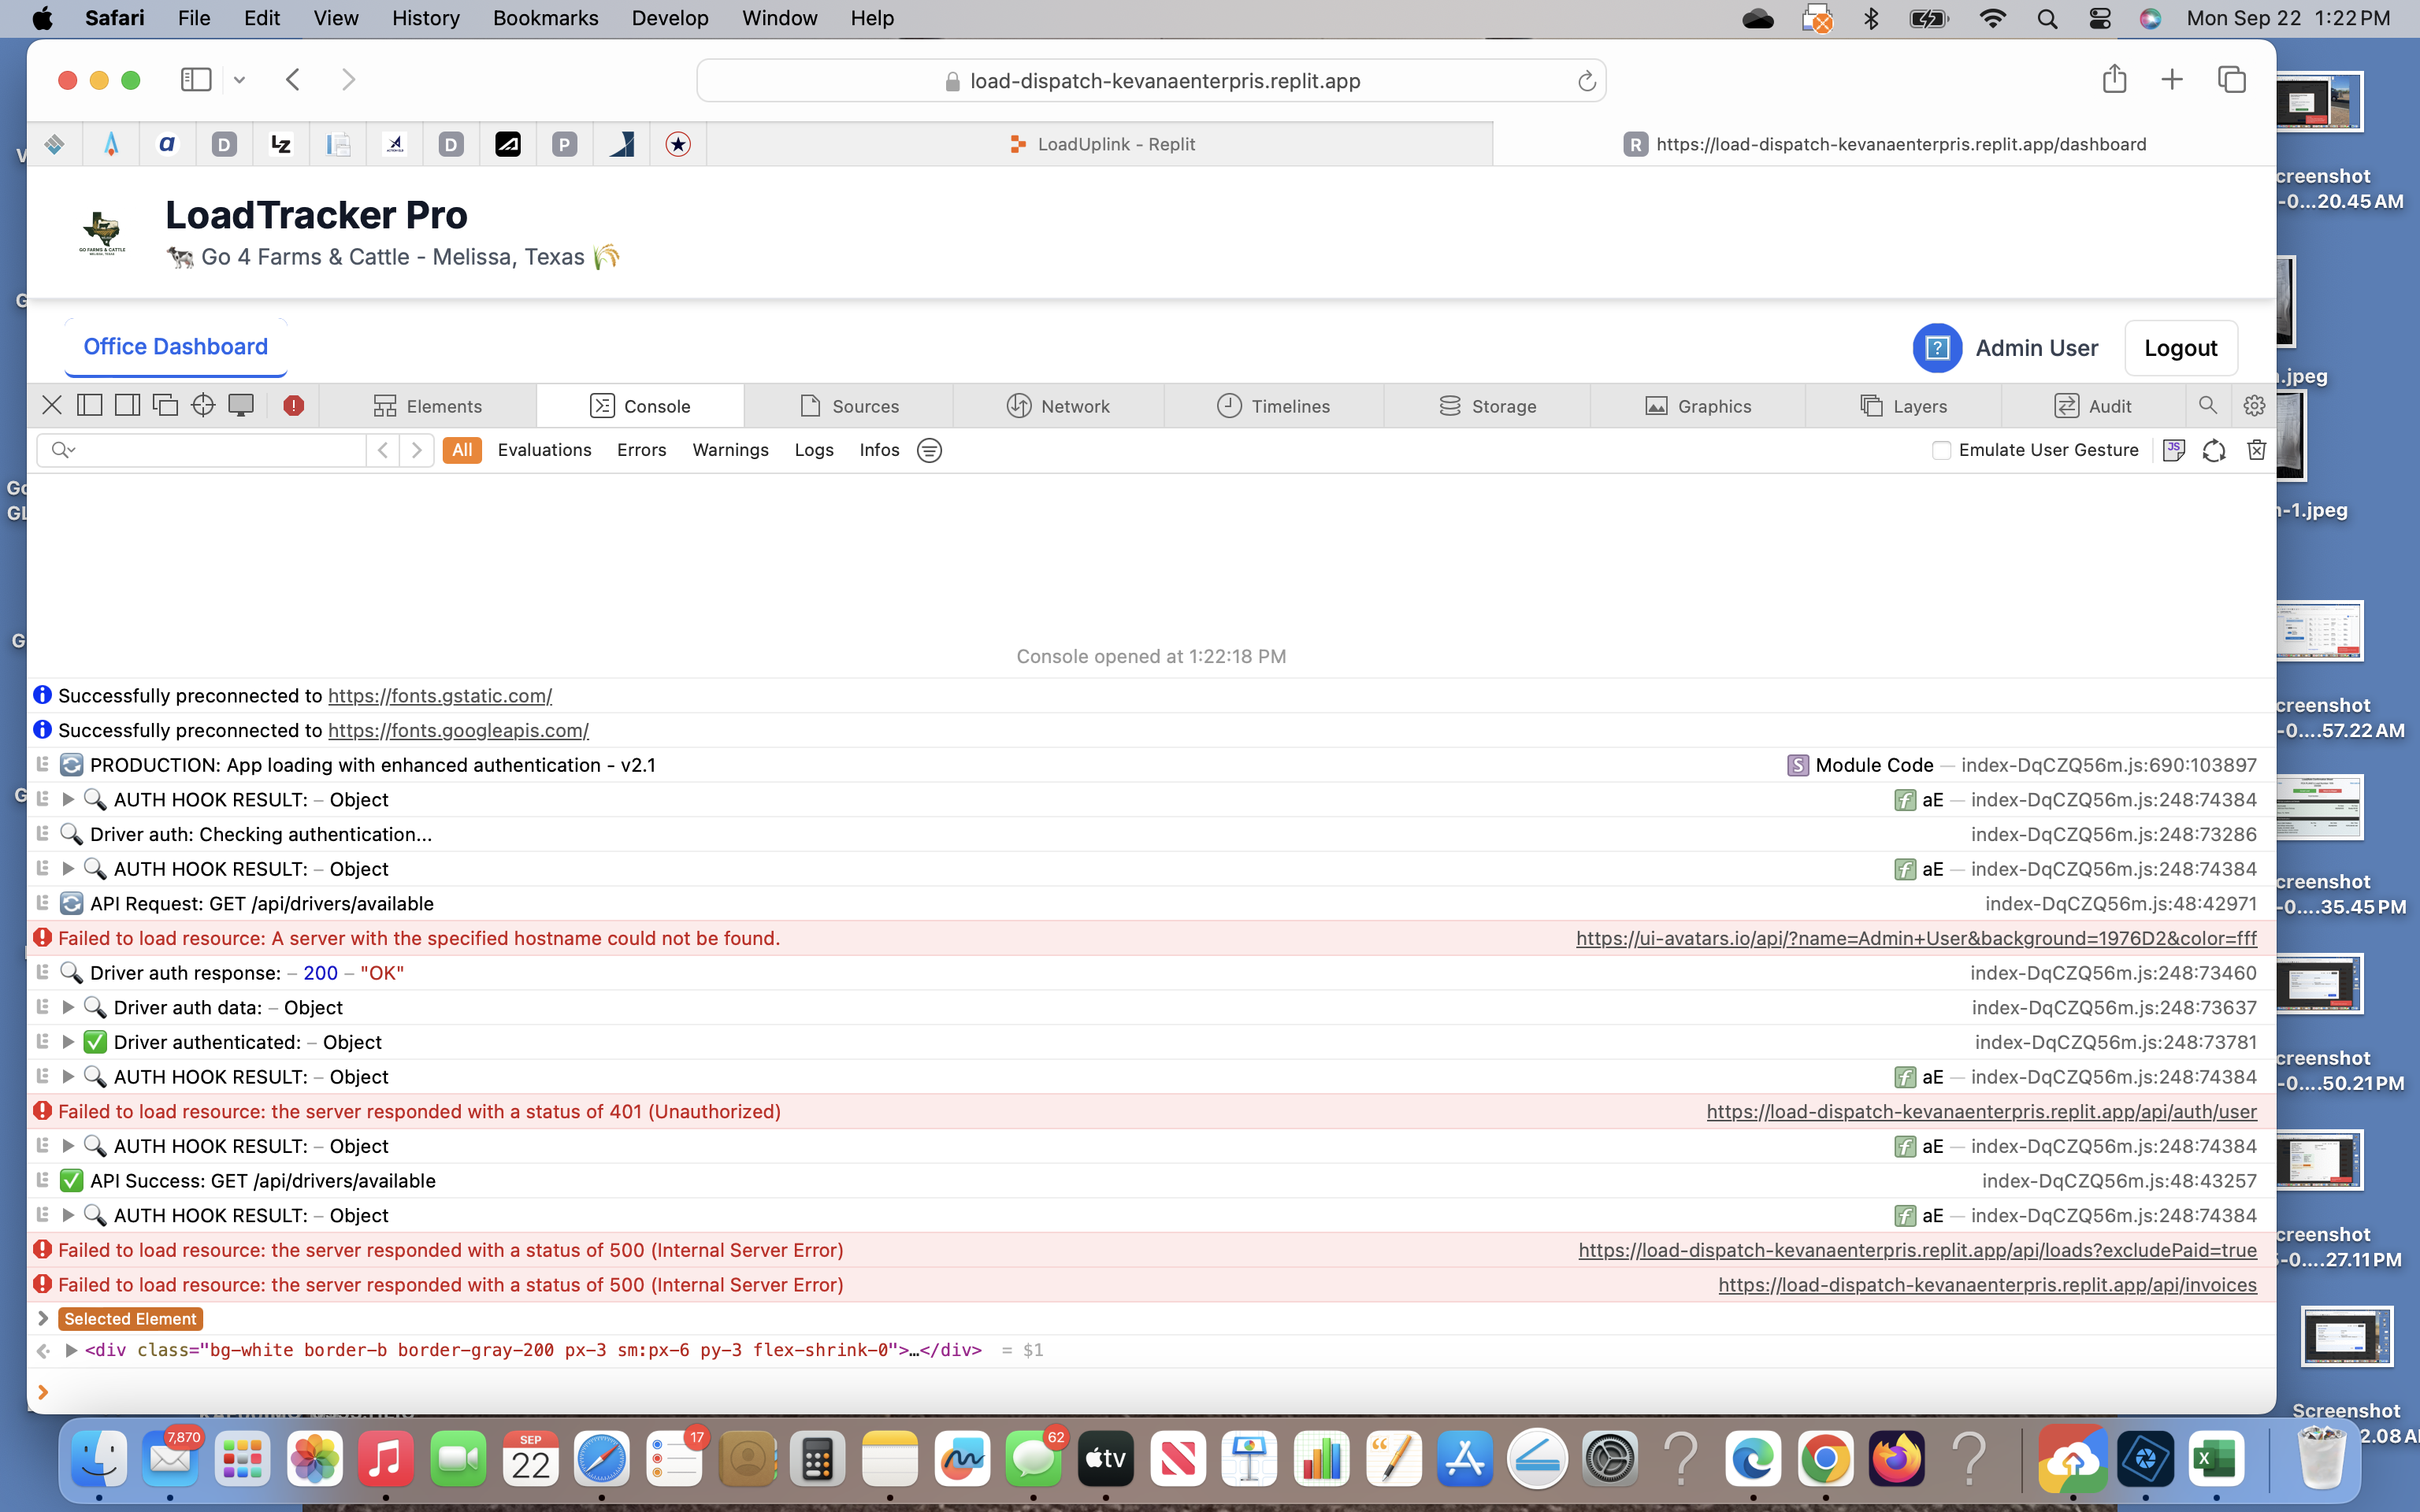 Safari File Edit View History Bookmarks Develop Window Help Mon Sep 22 1:22 PM
load-dispatch-kevanaenterpris.replit.app
a D LZ D P LoadUplink - Replit R https://load-dispatch-kevanaenterpris.replit.app/dashboard
LoadTracker Pro
Go 4 Farms & Cattle - Melissa, Texas
GO FARMS & CATTLE
MELISSA, TEXAS
Office Dashboard
Admin User Logout
Elements Console Sources Network Timelines Storage Graphics Layers Audit
All Evaluations Errors Warnings Logs Infos Emulate User Gesture JS
Console opened at 1:22:18 PM
Successfully preconnected to https://fonts.gstatic.com/
Successfully preconnected to https://fonts.googleapis.com/
PRODUCTION: App loading with enhanced authentication - v2.1 S Module Code — index-DqCZQ56m.js:690:103897
AUTH HOOK RESULT: – Object f aE — index-DqCZQ56m.js:248:74384
Driver auth: Checking authentication... index-DqCZQ56m.js:248:73286
AUTH HOOK RESULT: – Object f aE — index-DqCZQ56m.js:248:74384
API Request: GET /api/drivers/available index-DqCZQ56m.js:48:42971
Failed to load resource: A server with the specified hostname could not be found. https://ui-avatars.io/api/?name=Admin+User&background=1976D2&color=fff
Driver auth response: – 200 – "OK" index-DqCZQ56m.js:248:73460
Driver auth data: – Object index-DqCZQ56m.js:248:73637
Driver authenticated: – Object index-DqCZQ56m.js:248:73781
AUTH HOOK RESULT: – Object f aE — index-DqCZQ56m.js:248:74384
Failed to load resource: the server responded with a status of 401 (Unauthorized) https://load-dispatch-kevanaenterpris.replit.app/api/auth/user
AUTH HOOK RESULT: – Object f aE — index-DqCZQ56m.js:248:74384
API Success: GET /api/drivers/available index-DqCZQ56m.js:48:43257
AUTH HOOK RESULT: – Object f aE — index-DqCZQ56m.js:248:74384
Failed to load resource: the server responded with a status of 500 (Internal Server Error) https://load-dispatch-kevanaenterpris.replit.app/api/loads?excludePaid=true
Failed to load resource: the server responded with a status of 500 (Internal Server Error) https://load-dispatch-kevanaenterpris.replit.app/api/invoices
Selected Element
<div class="bg-white border-b border-gray-200 px-3 sm:px-6 py-3 flex-shrink-0">…</div> = $1
creenshot
-0...20.45 AM
.jpeg
-1.jpeg
creenshot
-0....57.22 AM
creenshot
-0....35.45 PM
creenshot
-0....50.21 PM
creenshot
-0....27.11 PM
Screenshot
2.08 A
7,870 SEP 22 17 62 tv